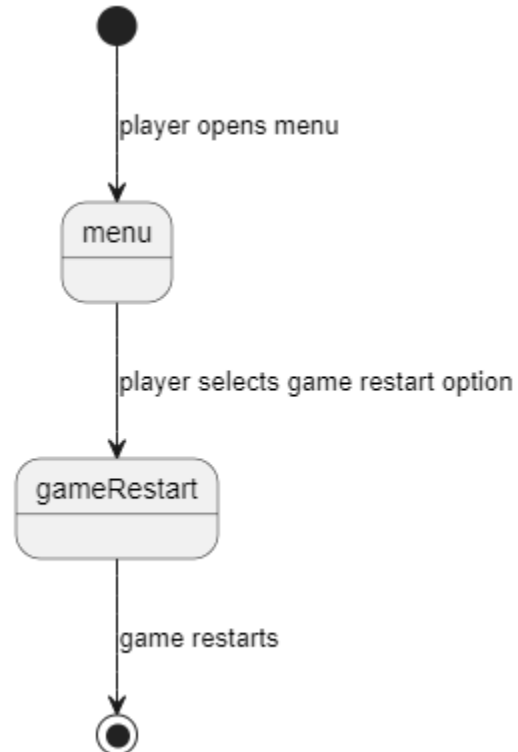 player opens menu
menu
player selects game restart option
gameRestart
game restarts